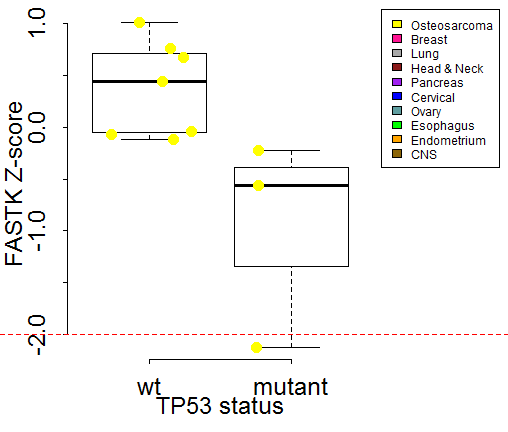 FASTK Z-score
1.0
0.0
-1.0
-2.0
wt mutant
TP53 status
Osteosarcoma
Breast
Lung
Head & Neck
Pancreas
Cervical
Ovary
Esophagus
Endometrium
CNS